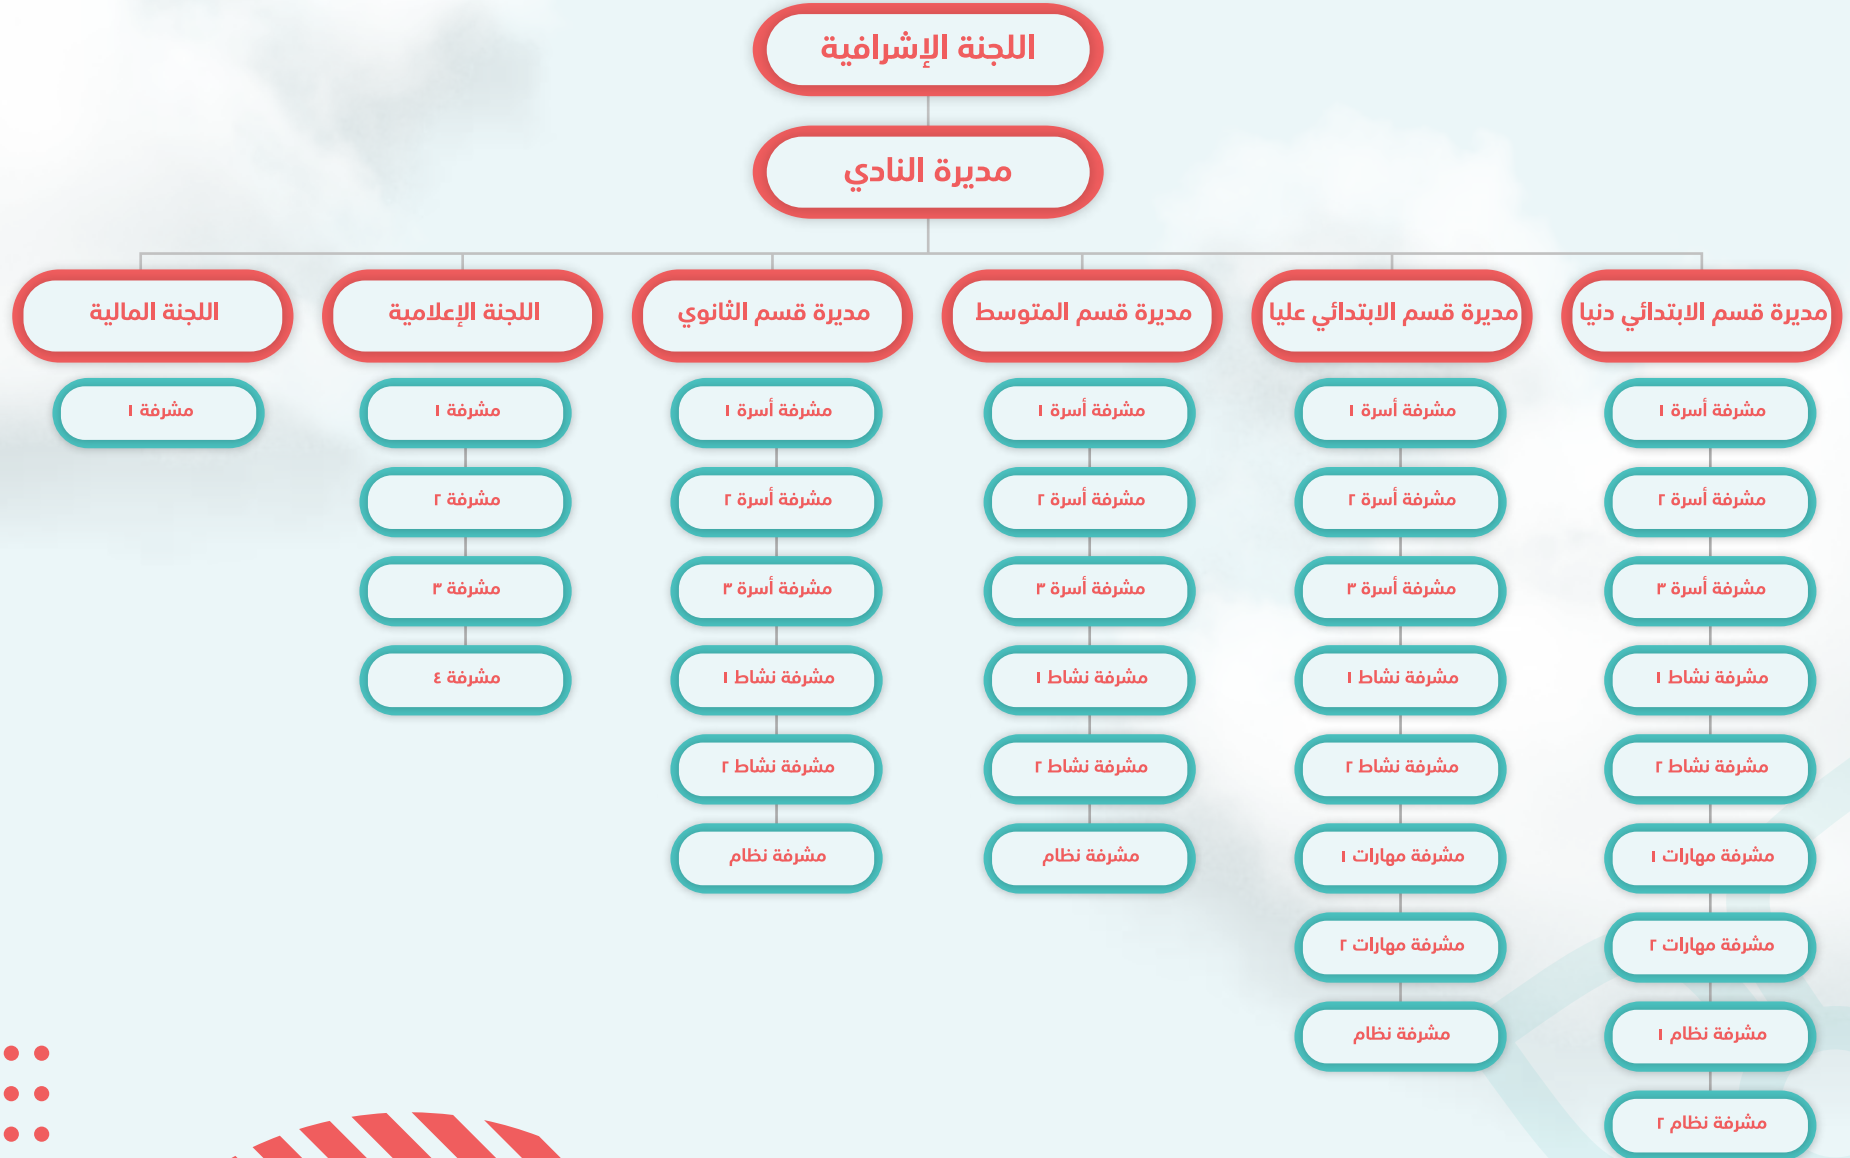 اللجنة الإشرافية
مديرة النادي
مديرة قسم الابتدائي دنيا
مشرفة أسرة ١
مشرفة أسرة ٢
مشرفة أسرة ٣
مشرفة نشاط ١
مشرفة نشاط ٢
مشرفة مهارات ١
مشرفة مهارات ٢
مشرفة نظام ١
مشرفة نظام ٢
مديرة قسم الابتدائي عليا
مشرفة أسرة ١
مشرفة أسرة ٢
مشرفة أسرة ٣
مشرفة نشاط ١
مشرفة نشاط ٢
مشرفة مهارات ١
مشرفة مهارات ٢
مشرفة نظام
مديرة قسم المتوسط
مشرفة أسرة ١
مشرفة أسرة ٢
مشرفة أسرة ٣
مشرفة نشاط ١
مشرفة نشاط ٢
مشرفة نظام
مديرة قسم الثانوي
مشرفة أسرة ١
مشرفة أسرة ٢
مشرفة أسرة ٣
مشرفة نشاط ١
مشرفة نشاط ٢
مشرفة نظام
اللجنة الإعلامية
مشرفة ١
مشرفة ٢
مشرفة ٣
مشرفة ٤
اللجنة المالية
مشرفة ١